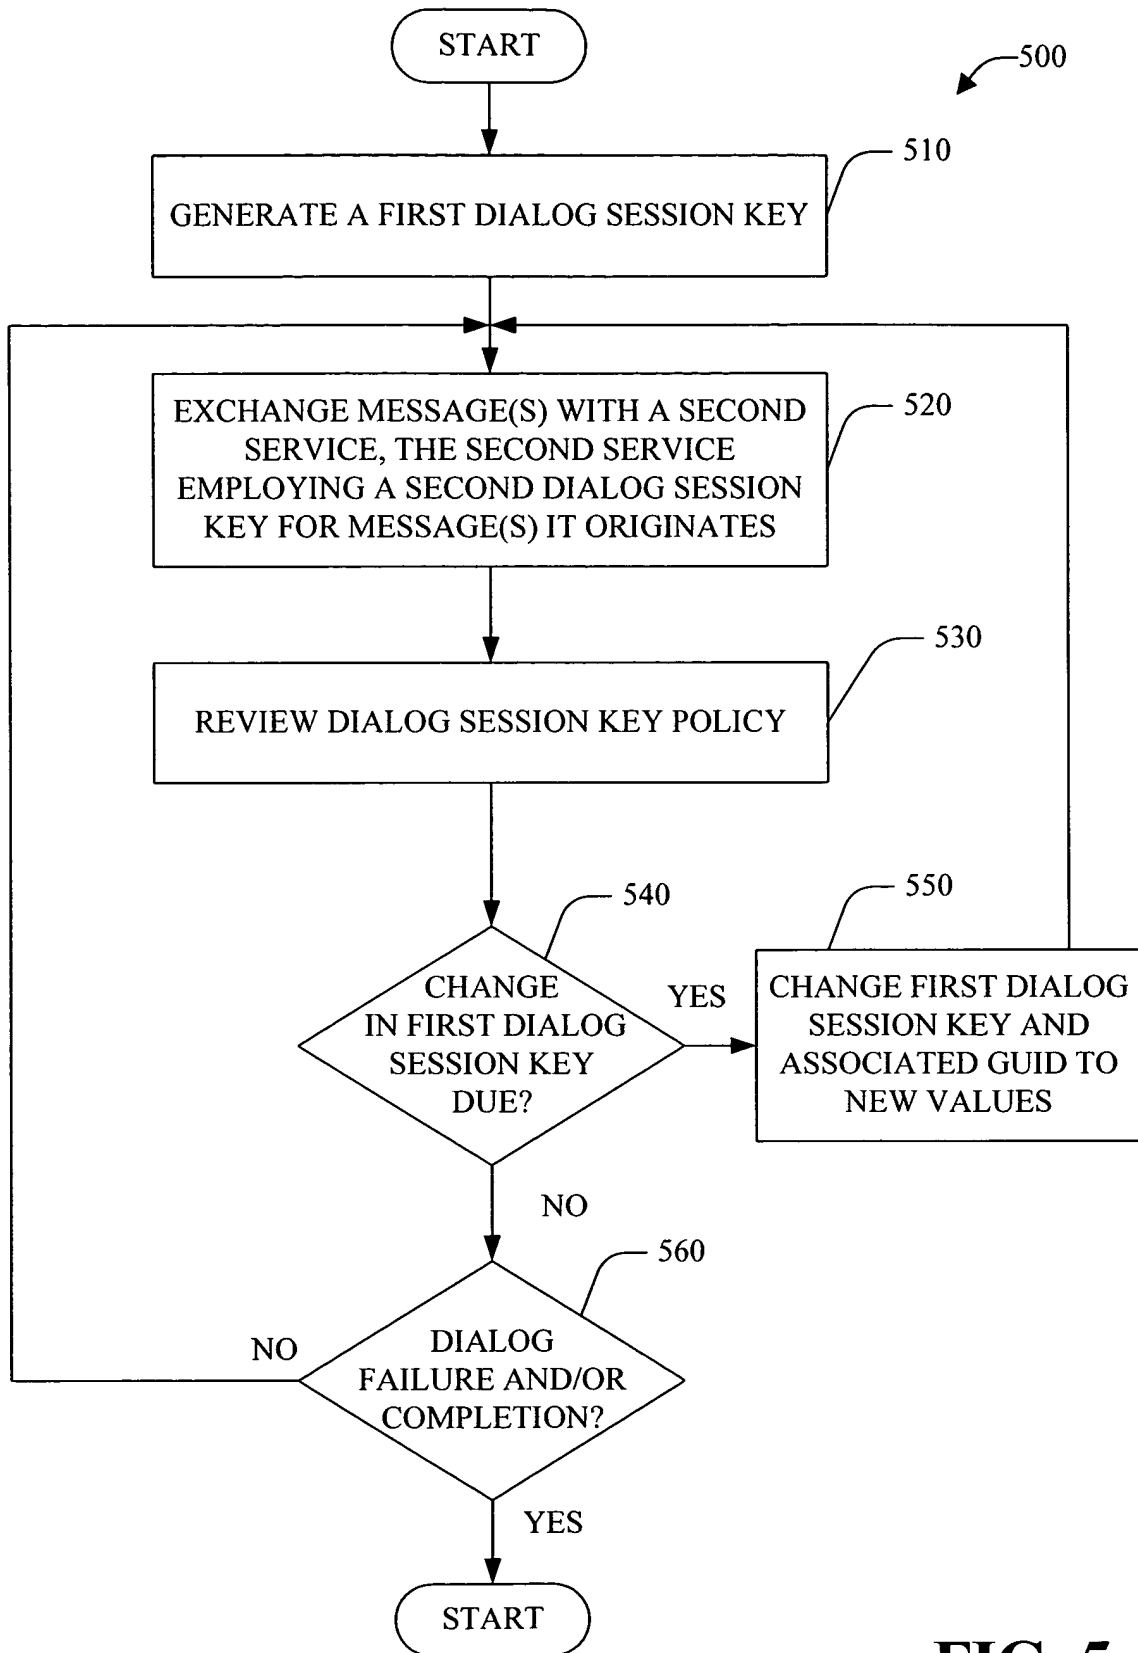 START
500
510
GENERATE A FIRST DIALOG SESSION KEY
520
EXCHANGE MESSAGE(S) WITH A SECOND
SERVICE, THE SECOND SERVICE
EMPLOYING A SECOND DIALOG SESSION
KEY FOR MESSAGE(S) IT ORIGINATES
530
REVIEW DIALOG SESSION KEY POLICY
540
CHANGE
IN FIRST DIALOG
SESSION KEY
DUE?
YES
550
CHANGE FIRST DIALOG
SESSION KEY AND
ASSOCIATED GUID TO
NEW VALUES
NO
560
DIALOG
FAILURE AND/OR
COMPLETION?
NO
YES
START
FIG. 5